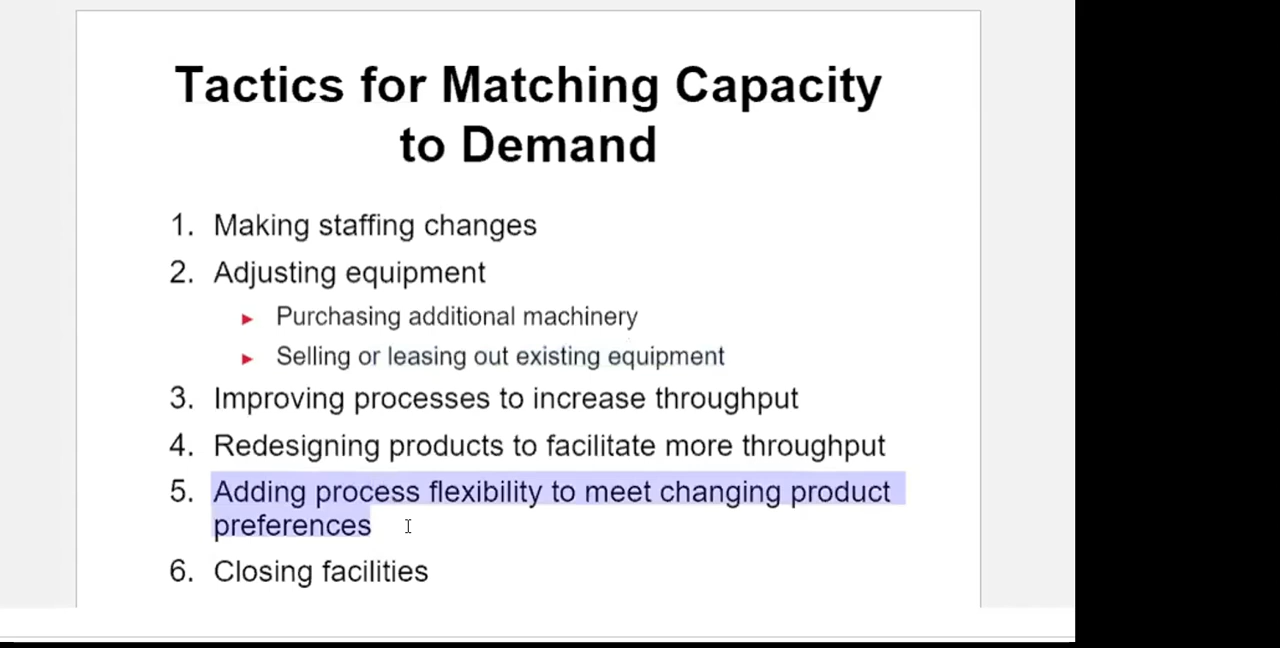 Tactics for Matching Capacity
to Demand
1. Making staffing changes
2. Adjusting equipment
► Purchasing additional machinery
► Selling or leasing out existing equipment
3. Improving processes to increase throughput
4. Redesigning products to facilitate more throughput
5. Adding process flexibility to meet changing product
preferences
6. Closing facilities